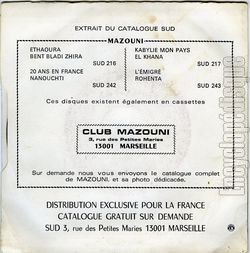 EXTRAIT DU CATALOGUE SUD
MAZOUNI
ETHAOURA
BENT BLADI ZHIRA
SUD 216
KABYLIE MON PAYS
EL KHANA
SUD 217
20 ANS EN FRANCE
NANOUCHTI
SUD 242
L'ÉMIGRÉ
ROHENTA
SUD 243
Ces disques existent également en cassettes
CLUB MAZOUNI
3, rue des Petites Maries
13001 MARSEILLE
Sur demande nous vous envoyons le catalogue complet
de MAZOUNI, et sa photo dédicacée.
DISTRIBUTION EXCLUSIVE POUR LA FRANCE
CATALOGUE GRATUIT SUR DEMANDE
SUD 3, rue des Petites Maries 13001 MARSEILLE